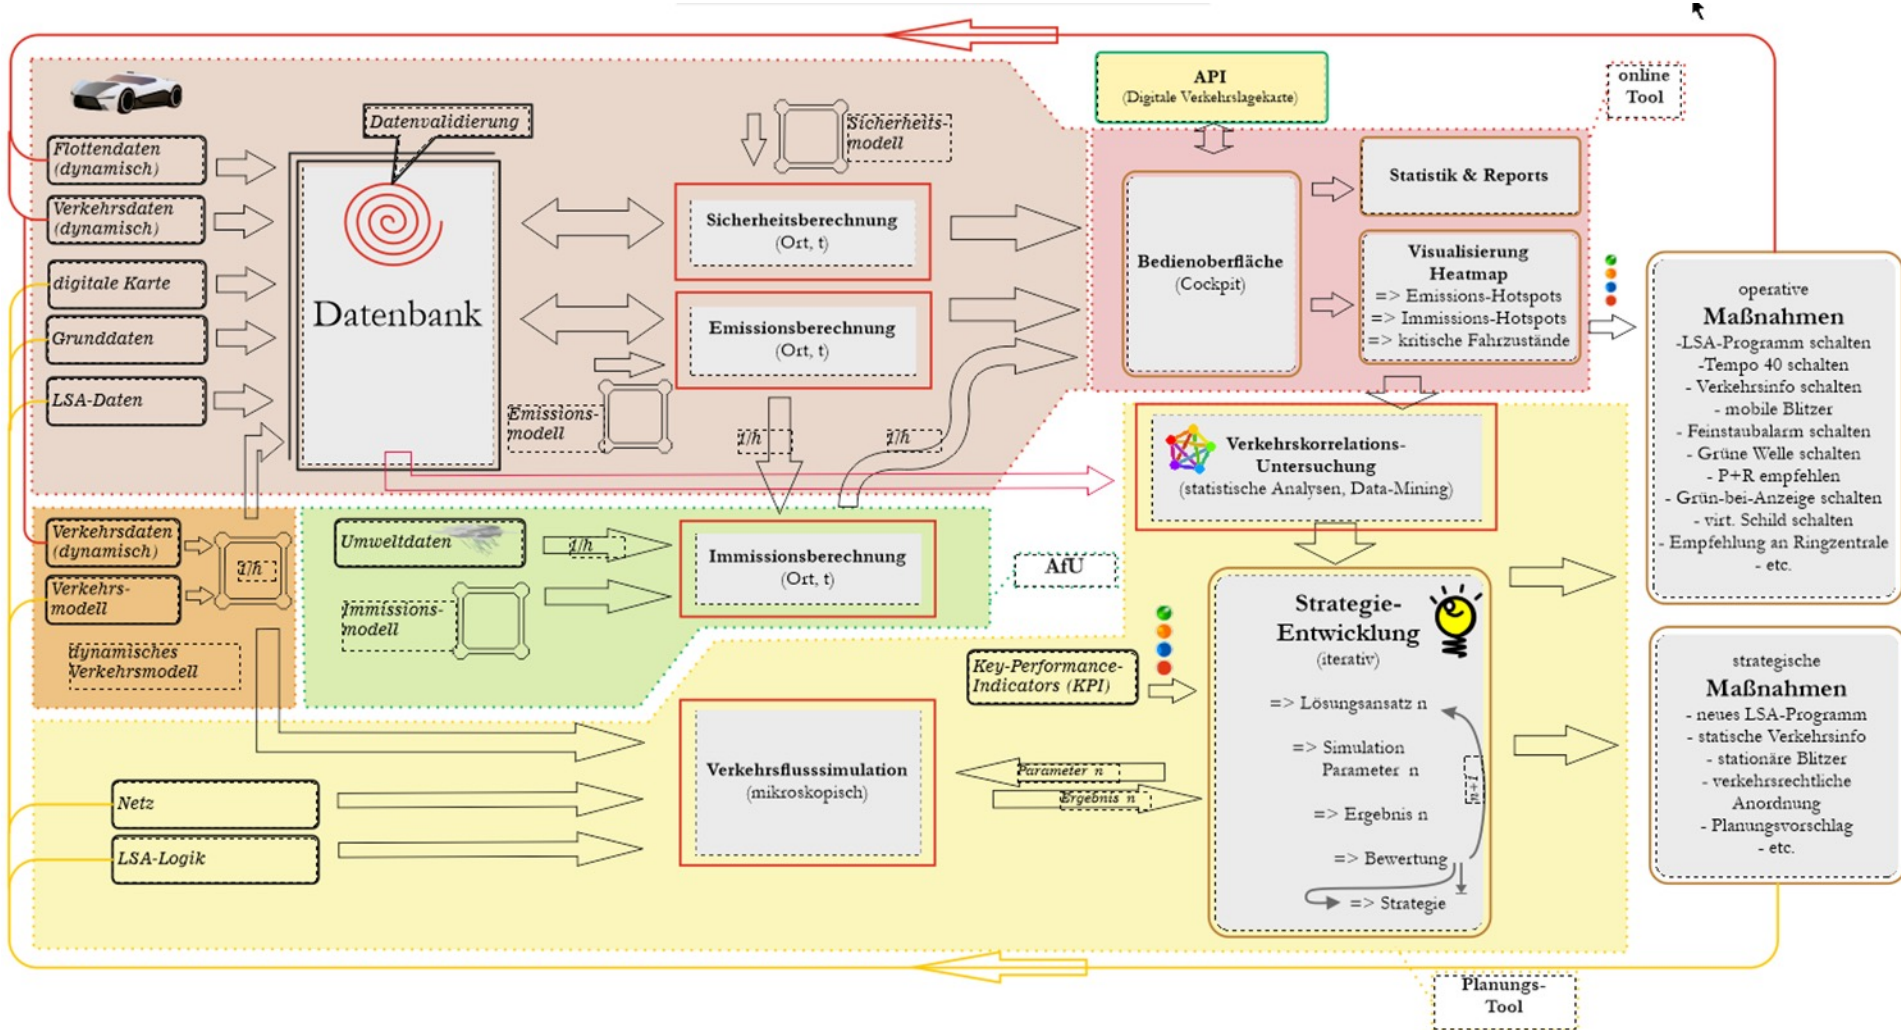 API
(Digitale Verkehrslagekarte)
online
Tool
Flottendaten
(dynamisch)
Verkehrsdaten
(dynamisch)
digitale Karte
Grunddaten
LSA-Daten
Datenvalidierung
Datenbank
Sicherheits-
modell
Sicherheitsberechnung
(Ort, t)
Emissionsberechnung
(Ort, t)
Emissions-
modell
1/h
1/h
Bedienoberfläche
(Cockpit)
Statistik & Reports
Visualisierung
Heatmap
=> Emissions-Hotspots
=> Immissions-Hotspots
=> kritische Fahrzustände
operative
Maßnahmen
-LSA-Programm schalten
-Tempo 40 schalten
- Verkehrsinfo schalten
- mobile Blitzer
- Feinstaubalarm schalten
- Grüne Welle schalten
- P+R empfehlen
- Grün-bei-Anzeige schalten
- virt. Schild schalten
- Empfehlung an Ringzentrale
- etc.
Verkehrskorrelations-
Untersuchung
(statistische Analysen, Data-Mining)
Verkehrsdaten
(dynamisch)
Verkehrs-
modell
1/h
dynamisches
Verkehrsmodell
Umweltdaten
1/h
Immissions-
modell
Immissionsberechnung
(Ort, t)
AfU
Key-Performance-
Indicators (KPI)
Strategie-
Entwicklung
(iterativ)
=> Lösungsansatz n
=> Simulation
Parameter n
=> Ergebnis n
=> Bewertung
=> Strategie
n+1
Netz
LSA-Logik
Verkehrsflusssimulation
(mikroskopisch)
Parameter n
Ergebnis n
strategische
Maßnahmen
- neues LSA-Programm
- statische Verkehrsinfo
- stationäre Blitzer
- verkehrsrechtliche
Anordnung
- Planungsvorschlag
- etc.
Planungs-
Tool